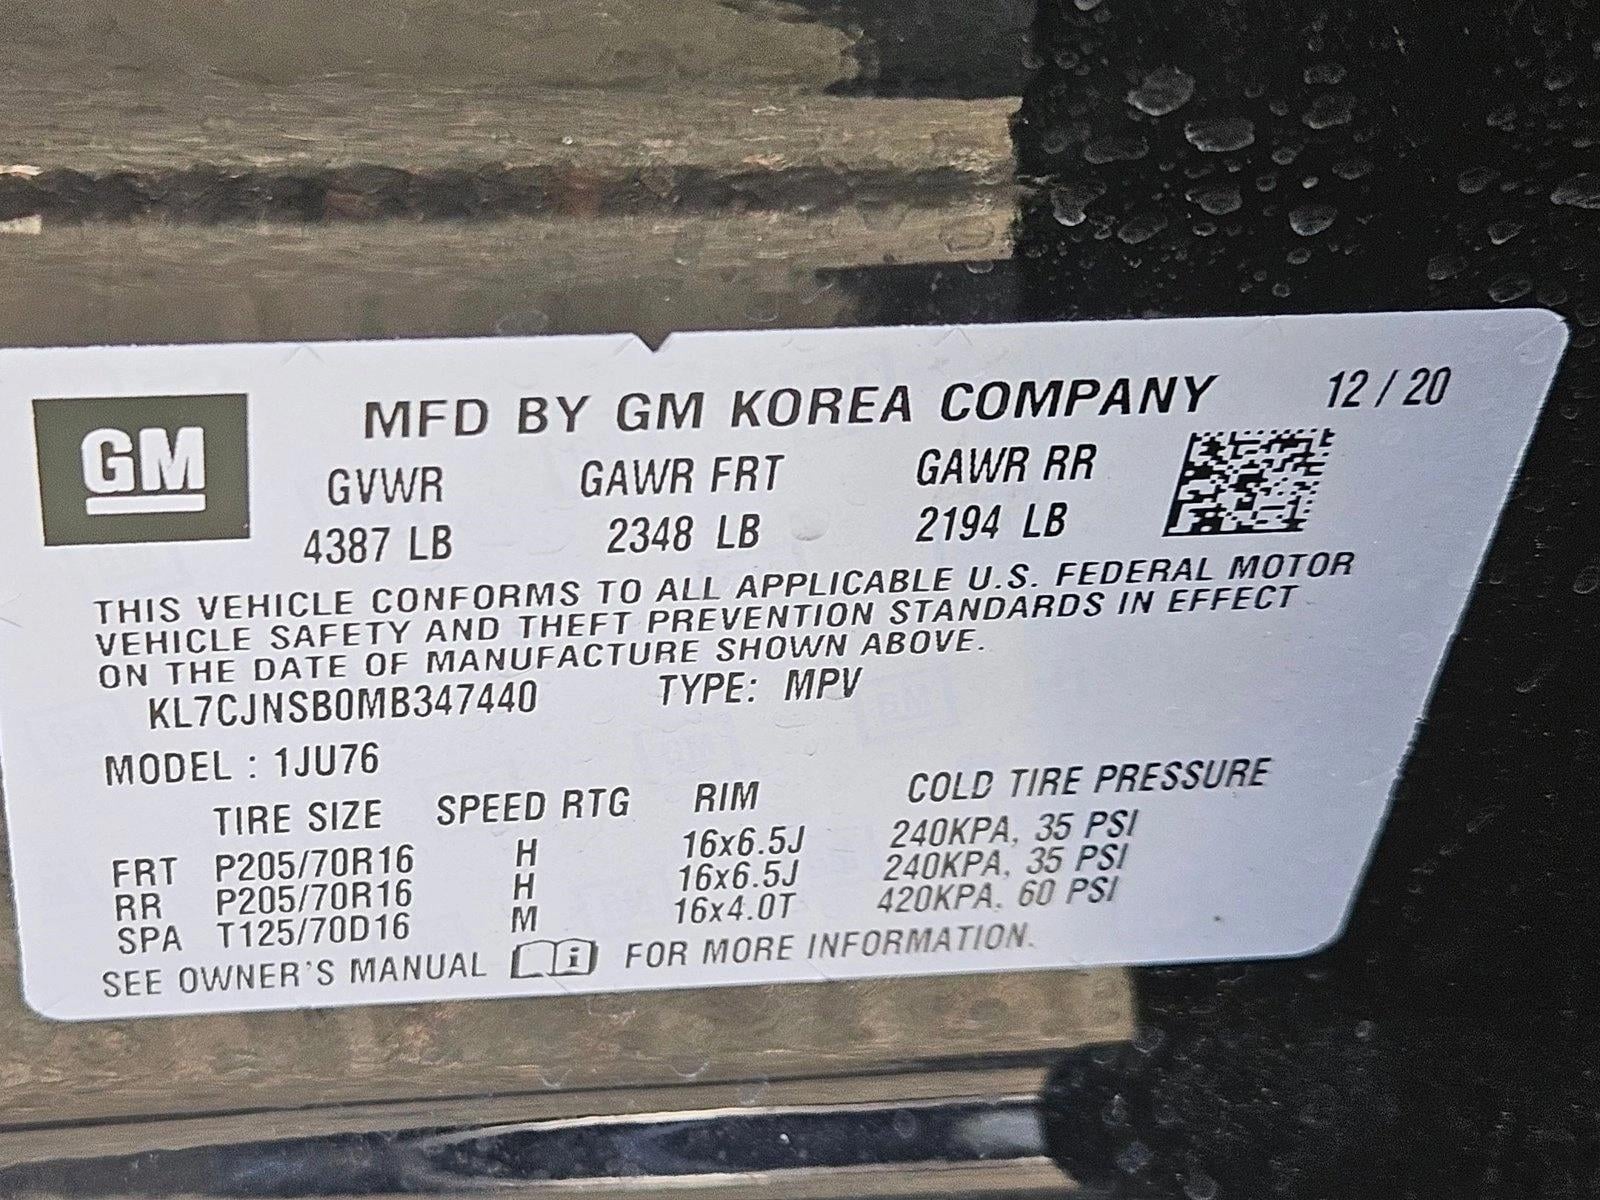 GM
MFD BY GM KOREA COMPANY 12 / 20
GVWR GAWR FRT GAWR RR
4387 LB 2348 LB 2194 LB
THIS VEHICLE CONFORMS TO ALL APPLICABLE U.S. FEDERAL MOTOR
VEHICLE SAFETY AND THEFT PREVENTION STANDARDS IN EFFECT
ON THE DATE OF MANUFACTURE SHOWN ABOVE.
KL7CJNSB0MB347440 TYPE: MPV
MODEL : 1JU76
TIRE SIZE SPEED RTG RIM COLD TIRE PRESSURE
FRT P205/70R16 H 16x6.5J 240KPA, 35 PSI
RR P205/70R16 H 16x6.5J 240KPA, 35 PSI
SPA T125/70D16 M 16x4.0T 420KPA, 60 PSI
SEE OWNER'S MANUAL i FOR MORE INFORMATION.